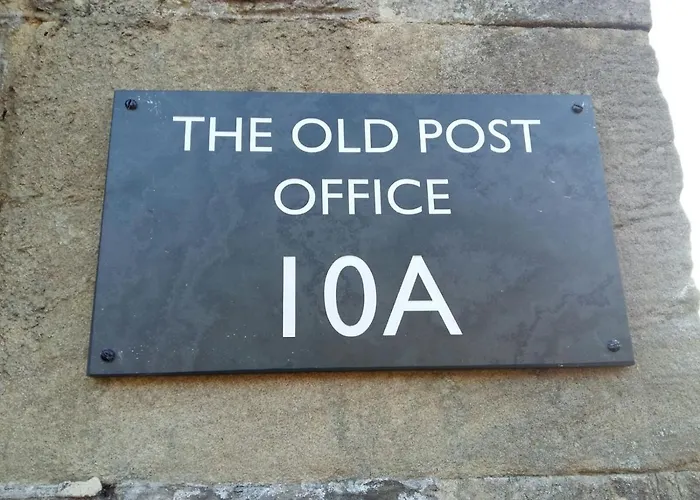 THE OLD POST
OFFICE
10A